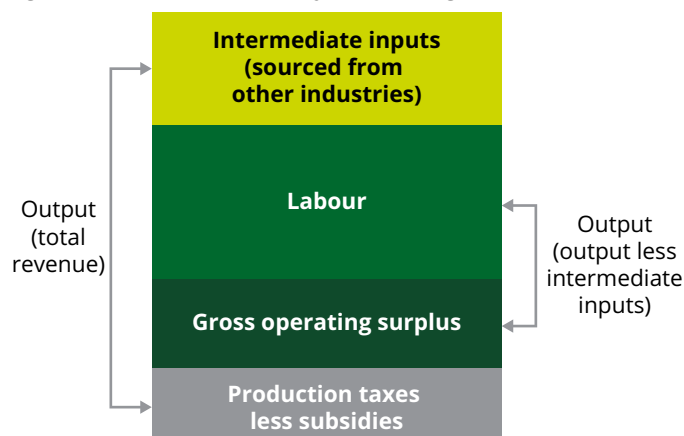 Intermediate inputs
(sourced from
other industries)
Labour
Gross operating surplus
Production taxes
less subsidies
Output
(total
revenue)
Output
(output less
intermediate
inputs)